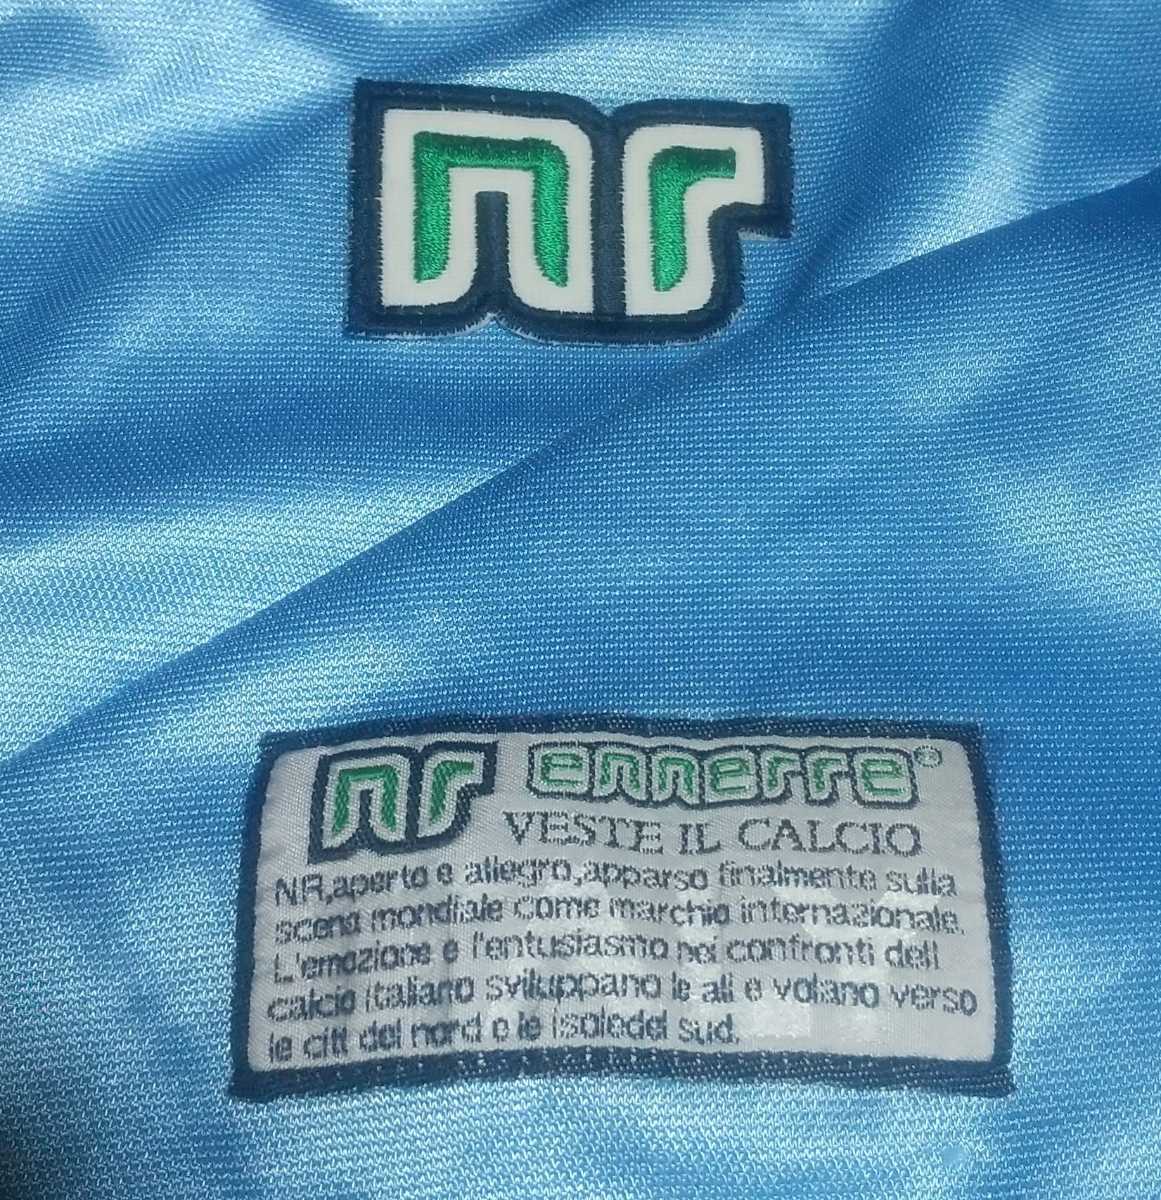 nr
nr ennerre®
VESTE IL CALCIO
NR,aperto e allegro,apparso finalmente sulla
scena mondiale come marchio internazionale.
L'emozione e l'entusiasmo nei confronti dell
calcio italiano sviluppano le ali e volano verso
le citt del nord e le isoledel sud.